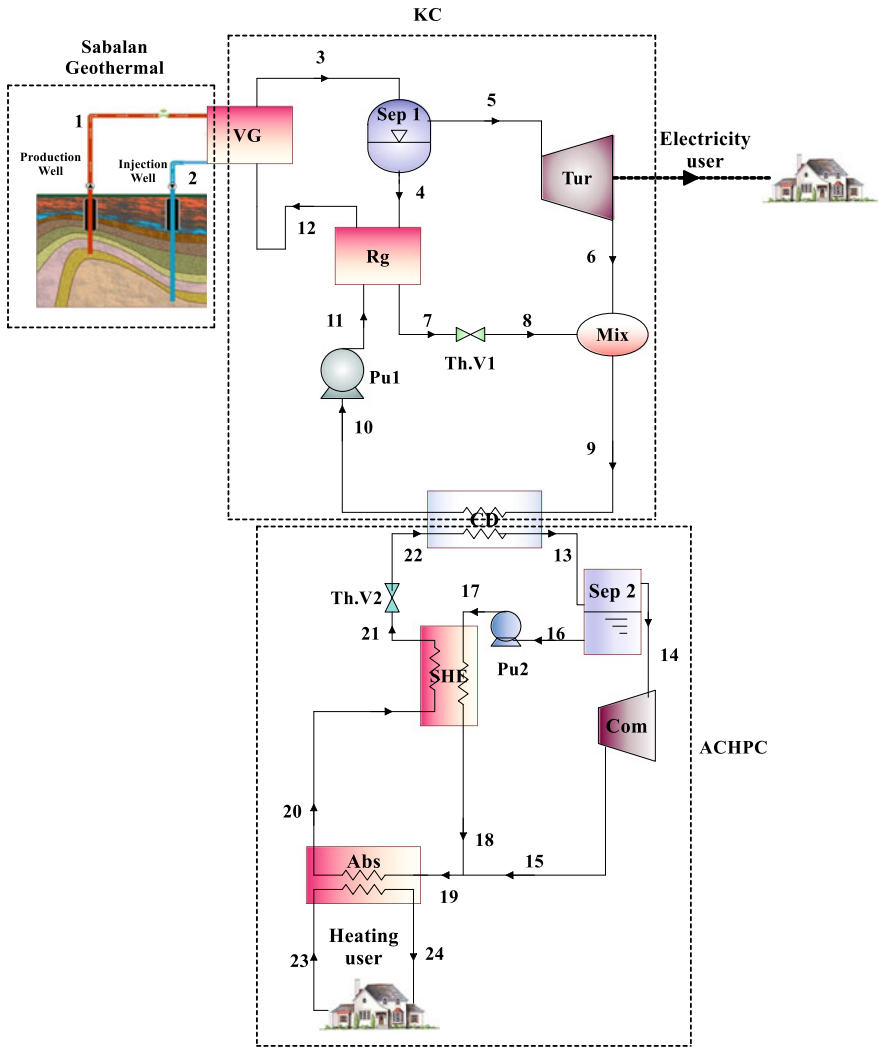 KC
Sabalan
Geothermal
3
1
VG
Sep 1
5
Electricity
user
Production
Well
Injection
Well
2
Tur
4
12
Rg
6
11
7
8
Mix
Th.V1
Pu1
10
9
CD
22
13
Th.V2
17
Sep 2
21
16
14
SHE
Pu2
Com
ACHPC
20
18
Abs
15
19
Heating
user
23
24